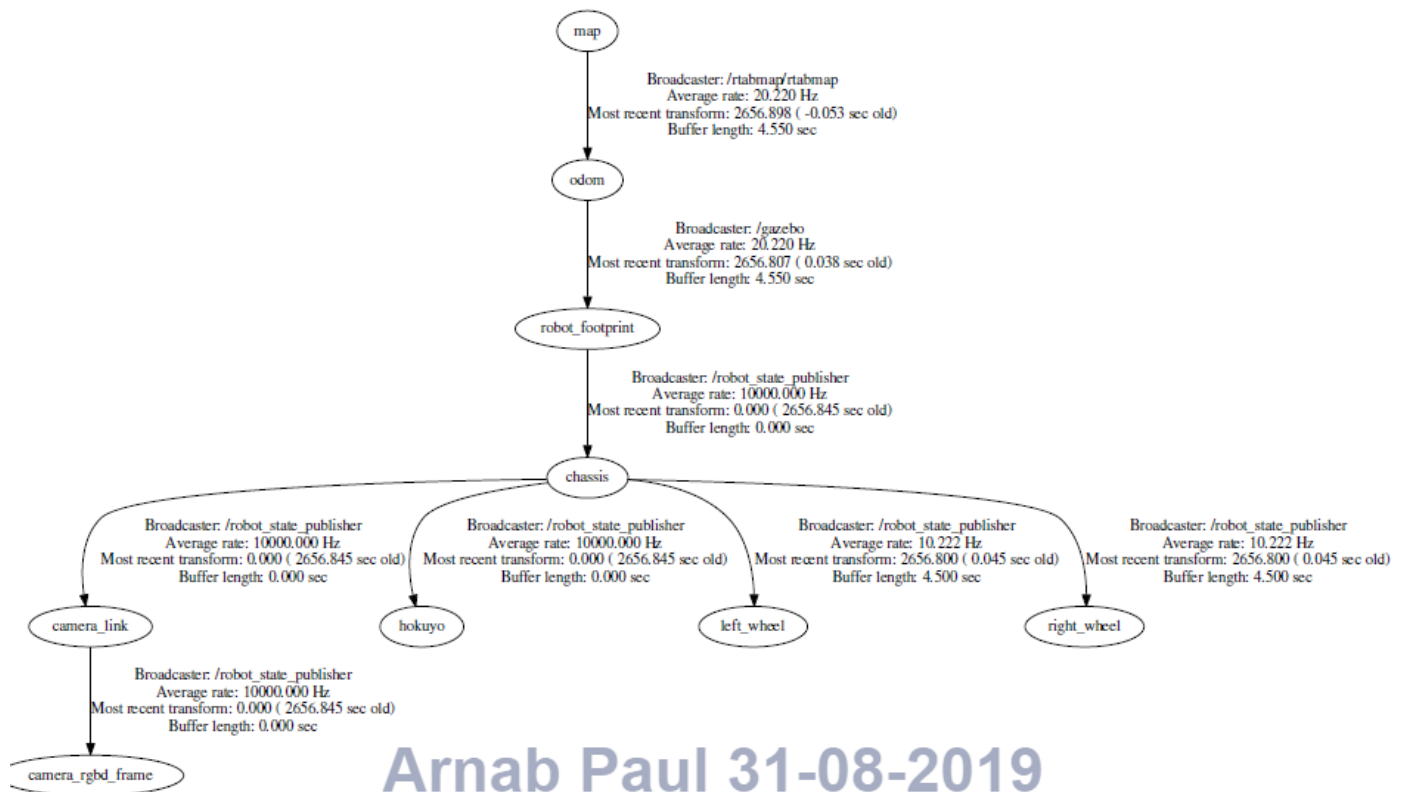 map
Broadcaster: /rtabmap/rtabmap
Average rate: 20.220 Hz
Most recent transform: 2656.898 ( -0.053 sec old)
Buffer length: 4.550 sec
odom
Broadcaster: /gazebo
Average rate: 20.220 Hz
Most recent transform: 2656.807 ( 0.038 sec old)
Buffer length: 4.550 sec
robot_footprint
Broadcaster: /robot_state_publisher
Average rate: 10000.000 Hz
Most recent transform: 0.000 ( 2656.845 sec old)
Buffer length: 0.000 sec
chassis
Broadcaster: /robot_state_publisher
Average rate: 10000.000 Hz
Most recent transform: 0.000 ( 2656.845 sec old)
Buffer length: 0.000 sec
Broadcaster: /robot_state_publisher
Average rate: 10000.000 Hz
Most recent transform: 0.000 ( 2656.845 sec old)
Buffer length: 0.000 sec
Broadcaster: /robot_state_publisher
Average rate: 10.222 Hz
Most recent transform: 2656.800 ( 0.045 sec old)
Buffer length: 4.500 sec
Broadcaster: /robot_state_publisher
Average rate: 10.222 Hz
Most recent transform: 2656.800 ( 0.045 sec old)
Buffer length: 4.500 sec
camera_link
hokuyo
left_wheel
right_wheel
Broadcaster: /robot_state_publisher
Average rate: 10000.000 Hz
Most recent transform: 0.000 ( 2656.845 sec old)
Buffer length: 0.000 sec
camera_rgbd_frame
Arnab Paul 31-08-2019